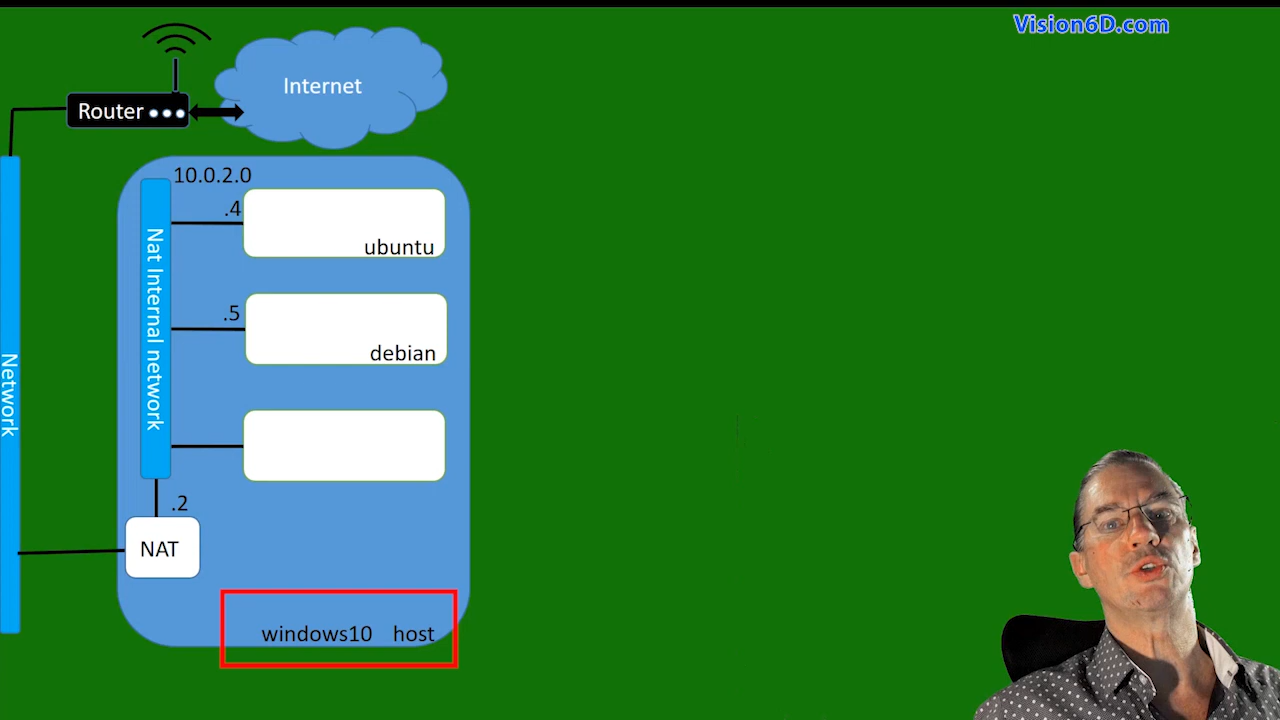 Vision6D.com
Internet
Router
10.0.2.0
.4
ubuntu
Nat Internal network
.5
debian
Network
.2
NAT
windows10 host